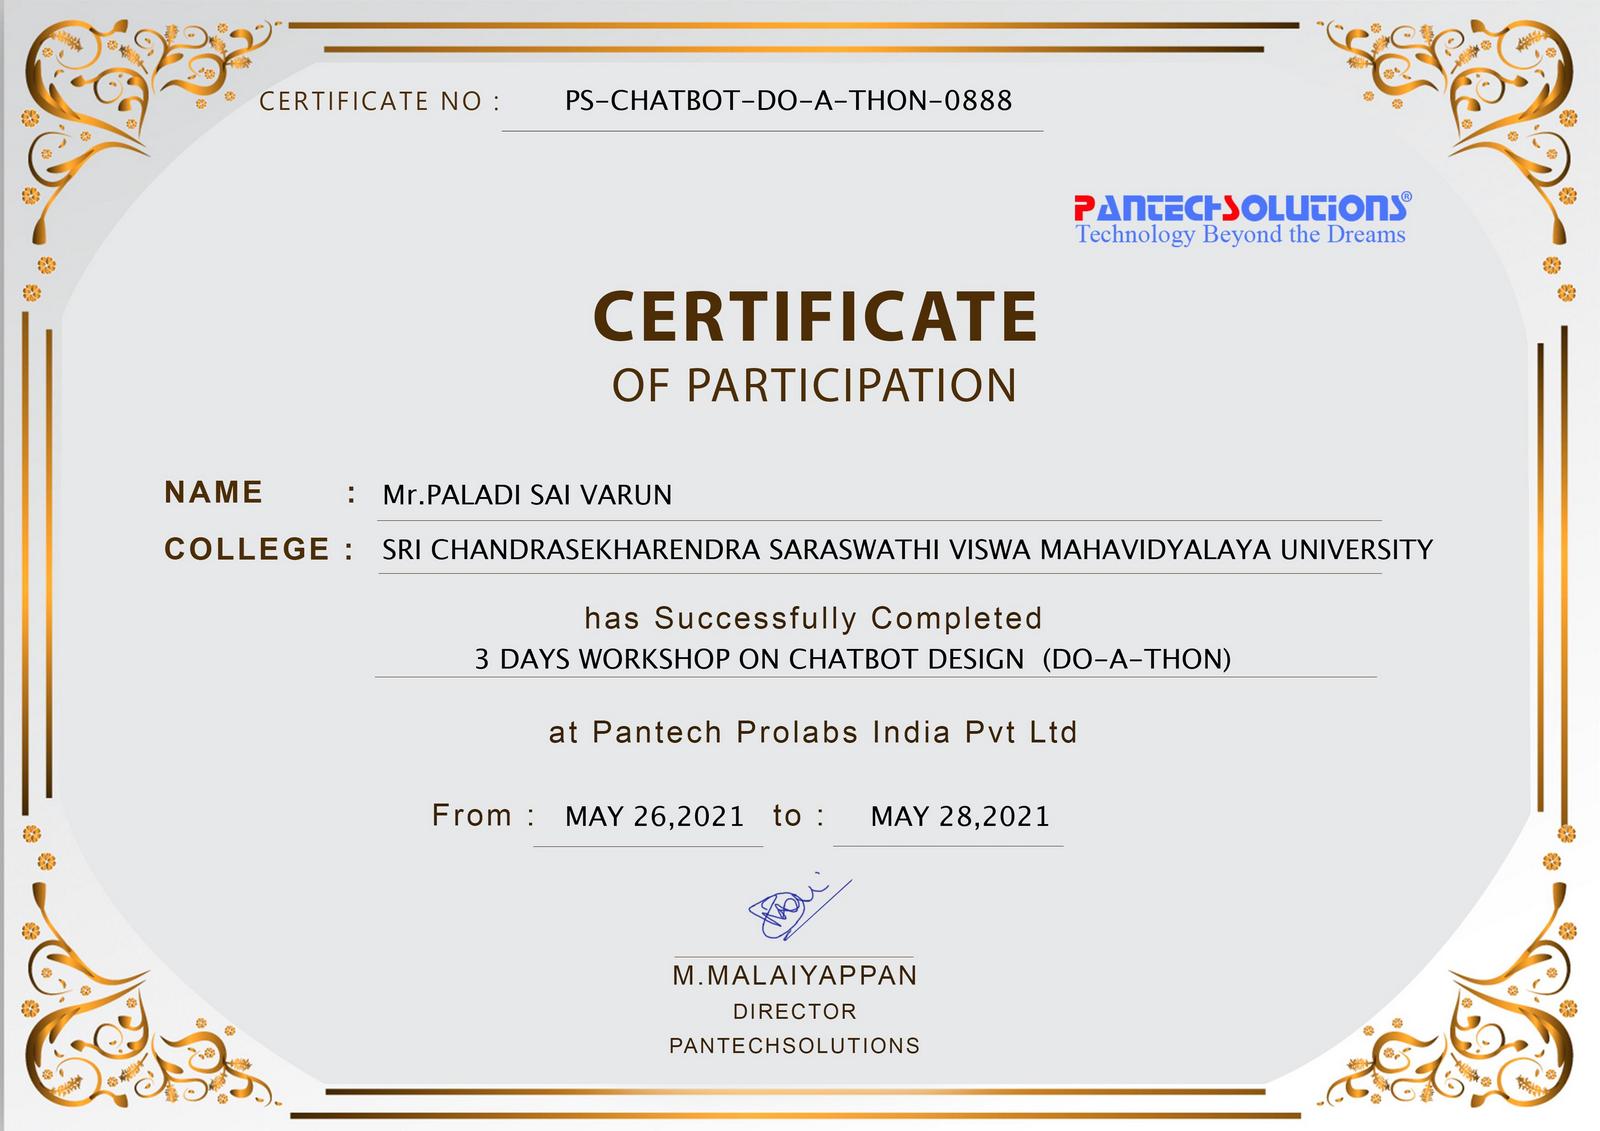 CERTIFICATE NO : PS-CHATBOT-DO-A-THON-0888
PANTECHSOLUTIONS®
Technology Beyond the Dreams
CERTIFICATE
OF PARTICIPATION
NAME : Mr.PALADI SAI VARUN
COLLEGE : SRI CHANDRASEKHARENDRA SARASWATHI VISWA MAHAVIDYALAYA UNIVERSITY
has Successfully Completed
3 DAYS WORKSHOP ON CHATBOT DESIGN (DO-A-THON)
at Pantech Prolabs India Pvt Ltd
From : MAY 26,2021 to : MAY 28,2021
M.MALAIYAPPAN
DIRECTOR
PANTECHSOLUTIONS